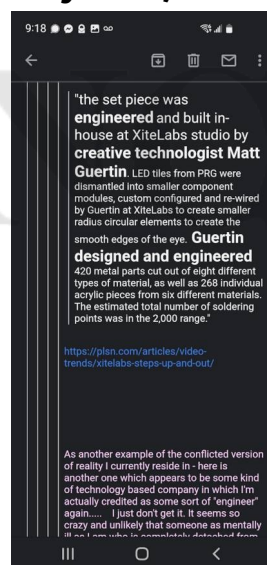 9:18
"the set piece was
engineered and built in-
house at XiteLabs studio by
creative technologist Matt
Guertin. LED tiles from PRG were
dismantled into smaller component
modules, custom configured and re-wired
by Guertin at XiteLabs to create smaller
radius circular elements to create the
smooth edges of the eye. Guertin
designed and engineered
420 metal parts cut out of eight different
types of material, as well as 268 individual
acrylic pieces from six different materials.
The estimated total number of soldering
points was in the 2,000 range."
https://plsn.com/articles/video-
trends/xitelabs-steps-up-and-out/
As another example of the conflicted version
of reality I currently reside in - here is
another one which appears to be some kind
of technology based company in which I'm
actually credited as some sort of "engineer"
again..... I just don't get it. It seems so
crazy and unlikely that someone as mentally
ill as I am who is completely detached from